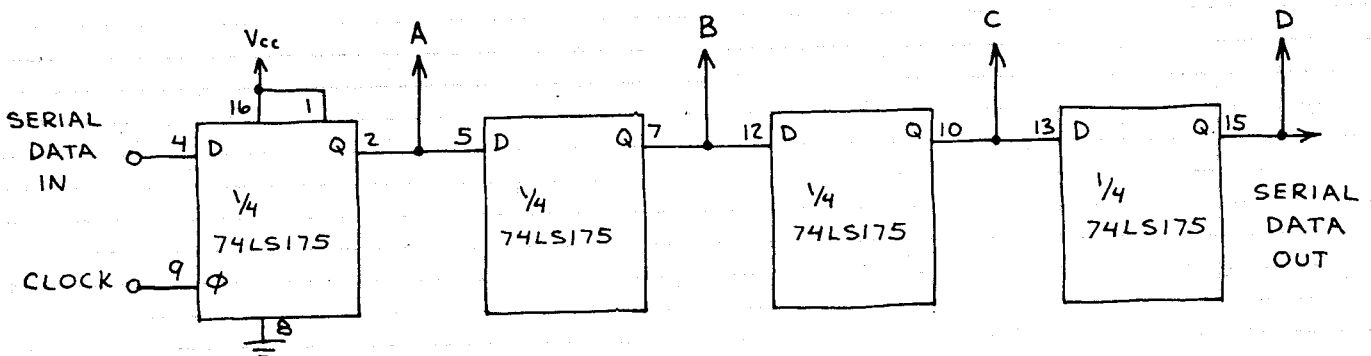 Vcc
A
B
C
D
16 1
SERIAL
DATA
IN
4 D Q 2
5 D Q 7
12 D Q 10
13 D Q 15
1/4
74LS175
1/4
74LS175
1/4
74LS175
1/4
74LS175
SERIAL
DATA
OUT
CLOCK 9 ϕ
8